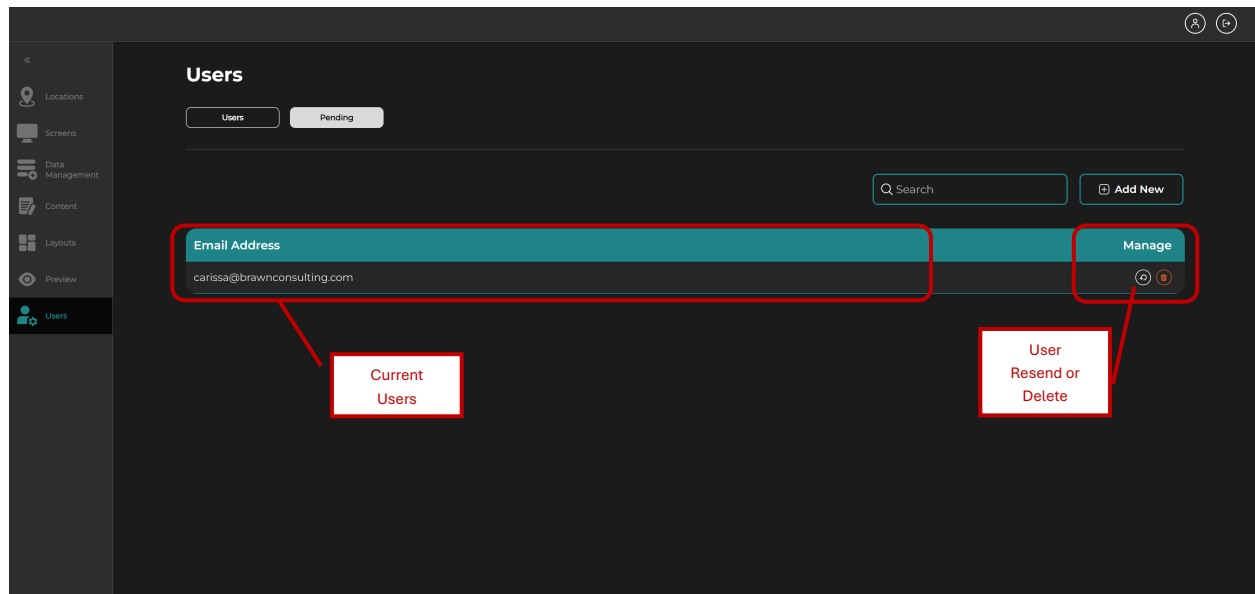 «
Locations
Screens
Data
Management
Content
Layouts
Preview
Users
Users
Users
Pending
Search
Add New
Email Address
Manage
carissa@brawnconsulting.com
Current
Users
User
Resend or
Delete